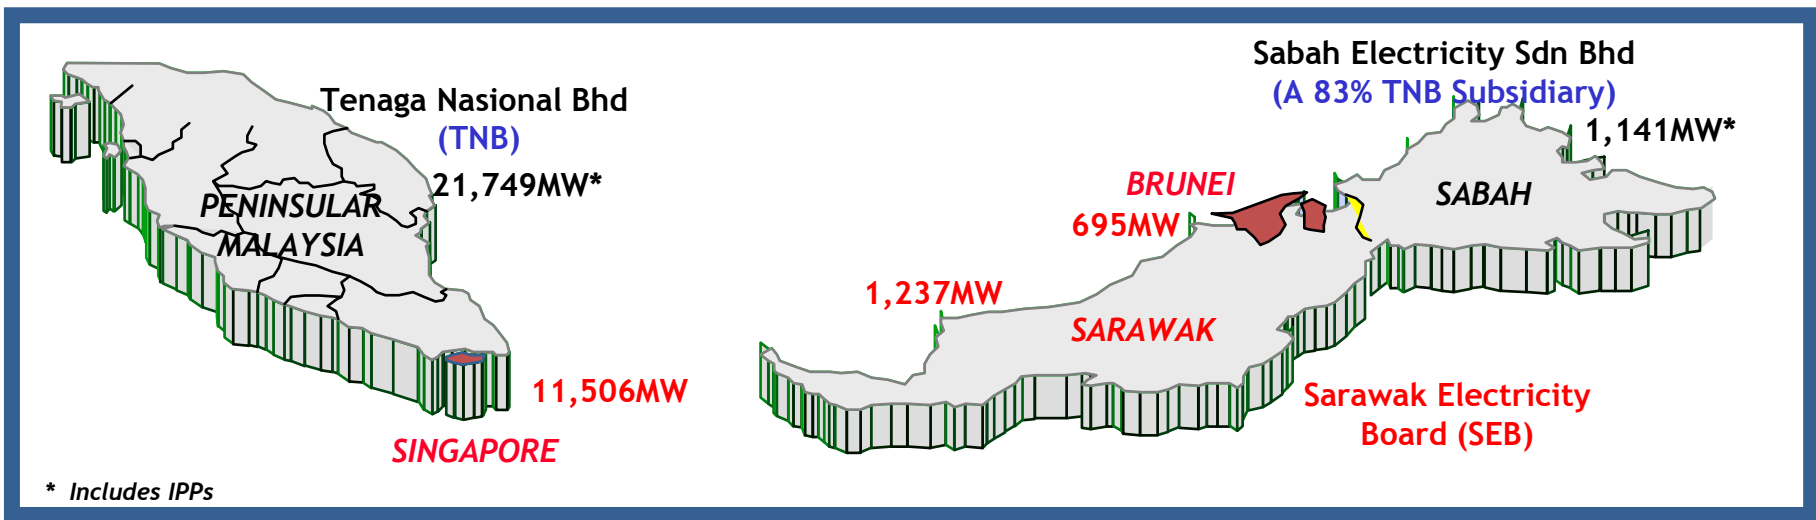 Tenaga Nasional Bhd
(TNB)
21,749MW*
PENINSULAR
MALAYSIA
11,506MW
SINGAPORE
* Includes IPPs
Sabah Electricity Sdn Bhd
(A 83% TNB Subsidiary)
1,141MW*
BRUNEI
695MW
SABAH
1,237MW
SARAWAK
Sarawak Electricity
Board (SEB)